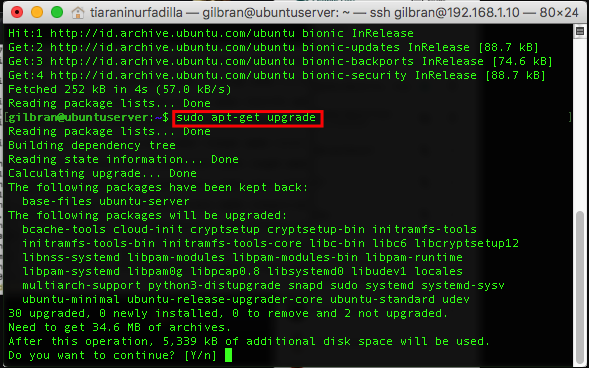 tiaraninurfadilla — gilbran@ubuntuserver: ~ — ssh gilbran@192.168.1.10 — 80×24
Hit:1 http://id.archive.ubuntu.com/ubuntu bionic InRelease
Get:2 http://id.archive.ubuntu.com/ubuntu bionic-updates InRelease [88.7 kB]
Get:3 http://id.archive.ubuntu.com/ubuntu bionic-backports InRelease [74.6 kB]
Get:4 http://id.archive.ubuntu.com/ubuntu bionic-security InRelease [88.7 kB]
Fetched 252 kB in 4s (57.0 kB/s)
Reading package lists... Done
[gilbran@ubuntuserver:~$ sudo apt-get upgrade ]
Reading package lists... Done
Building dependency tree
Reading state information... Done
Calculating upgrade... Done
The following packages have been kept back:
base-files ubuntu-server
The following packages will be upgraded:
bcache-tools cloud-init cryptsetup cryptsetup-bin initramfs-tools
initramfs-tools-bin initramfs-tools-core libc-bin libc6 libcryptsetup12
libnss-systemd libpam-modules libpam-modules-bin libpam-runtime
libpam-systemd libpam0g libpcap0.8 libsystemd0 libudev1 locales
multiarch-support python3-distupgrade snapd sudo systemd systemd-sysv
ubuntu-minimal ubuntu-release-upgrader-core ubuntu-standard udev
30 upgraded, 0 newly installed, 0 to remove and 2 not upgraded.
Need to get 34.6 MB of archives.
After this operation, 5,339 kB of additional disk space will be used.
Do you want to continue? [Y/n]